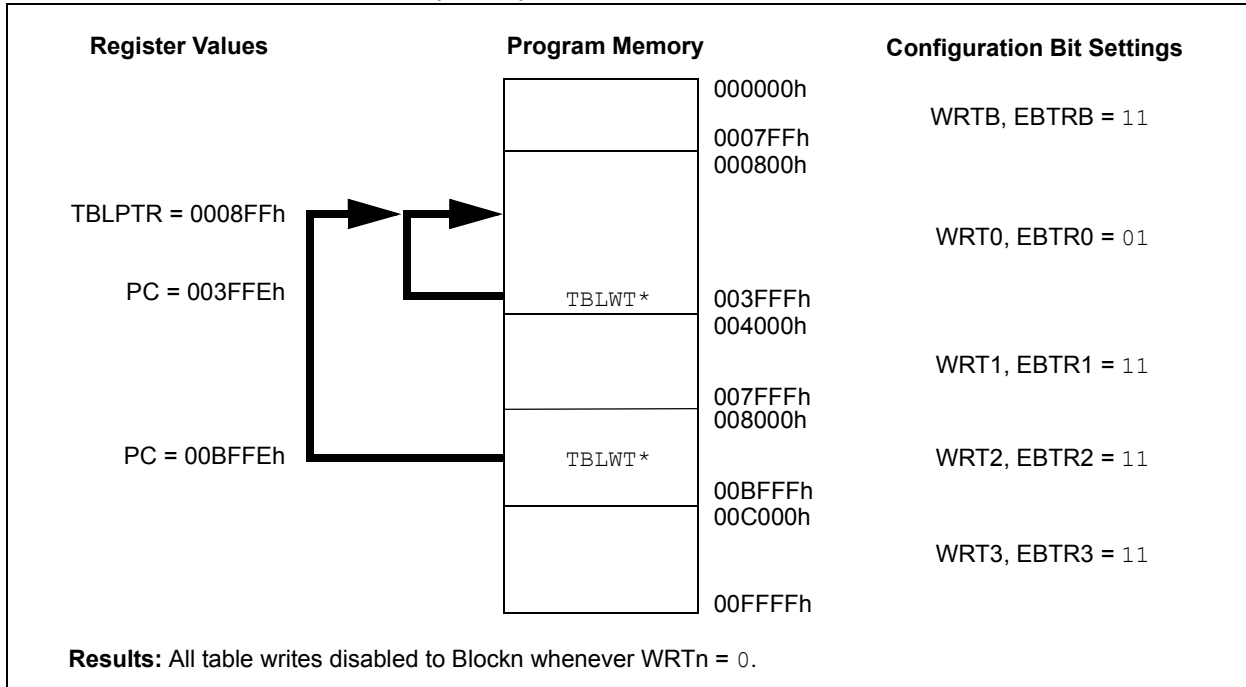 Register Values Program Memory Configuration Bit Settings
000000h
WRTB, EBTRB = 11
0007FFh
000800h
TBLPTR = 0008FFh
WRT0, EBTR0 = 01
PC = 003FFEh TBLWT* 003FFFh
004000h
WRT1, EBTR1 = 11
007FFFh
008000h
PC = 00BFFEh TBLWT* WRT2, EBTR2 = 11
00BFFFh
00C000h
WRT3, EBTR3 = 11
00FFFFh
Results: All table writes disabled to Blockn whenever WRTn = 0.